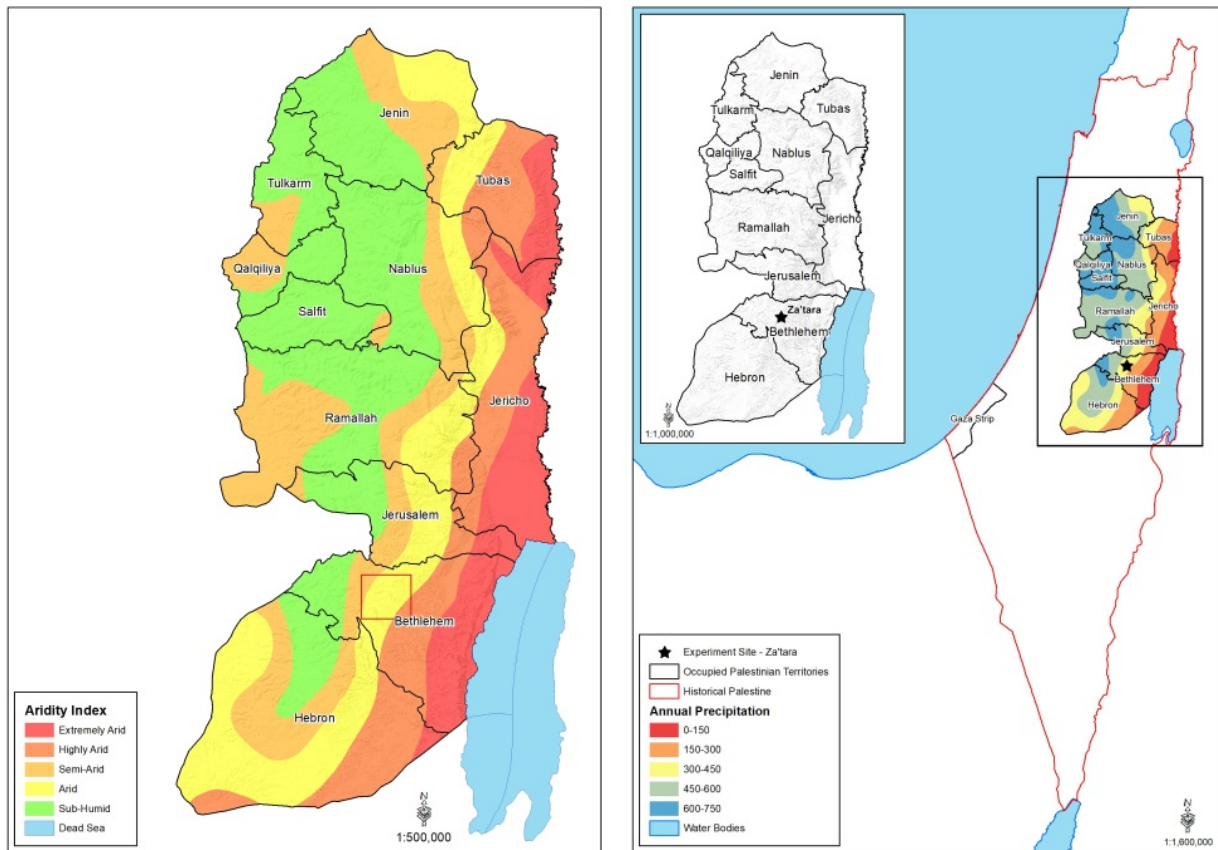 Jenin
Tulkarm
Tubas
Qalqiliya
Nablus
Salfit
Ramallah
Jericho
Jerusalem
Bethlehem
Hebron
Aridity Index
Extremely Arid
Highly Arid
Semi-Arid
Arid
Sub-Humid
Dead Sea
N
1:500,000
Jenin
Tulkarm
Tubas
Qalqiliya
Nablus
Salfit
Jericho
Ramallah
Jerusalem
Za'tara
Bethlehem
Hebron
N
1:1,000,000
Jenin
Tulkarm
Tubas
Qalqiliya
Nablus
Salfit
Jericho
Ramallah
Jerusalem
Bethlehem
Hebron
Gaza Strip
Experiment Site - Za'tara
Occupied Palestinian Territories
Historical Palestine
Annual Precipitation
0-150
150-300
300-450
450-600
600-750
Water Bodies
N
1:1,600,000